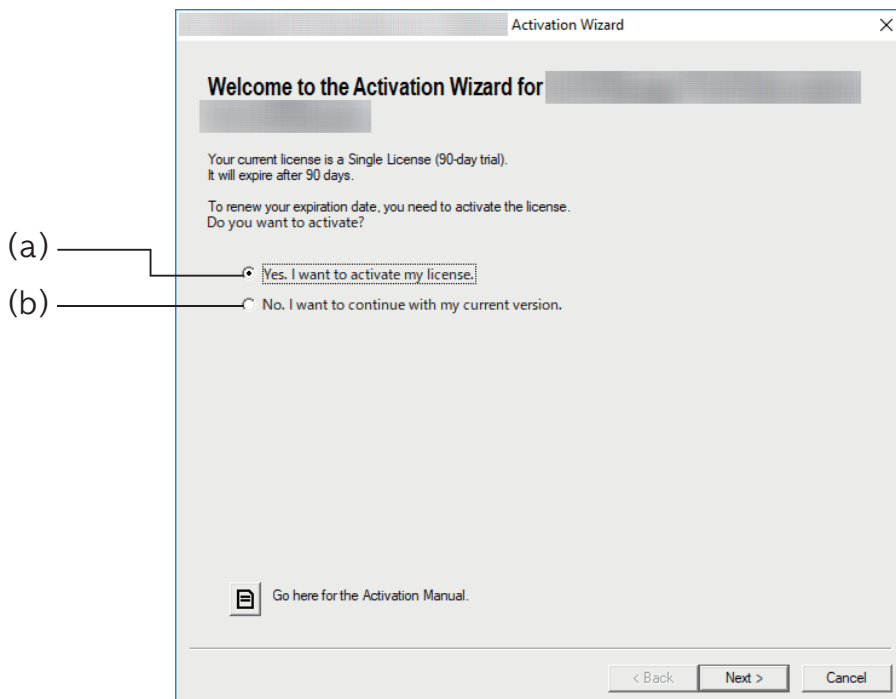 Activation Wizard
Welcome to the Activation Wizard for
Your current license is a Single License (90-day trial).
It will expire after 90 days.
To renew your expiration date, you need to activate the license.
Do you want to activate?
(a)
Yes. I want to activate my license.
(b)
No. I want to continue with my current version.
Go here for the Activation Manual.
< Back
Next >
Cancel